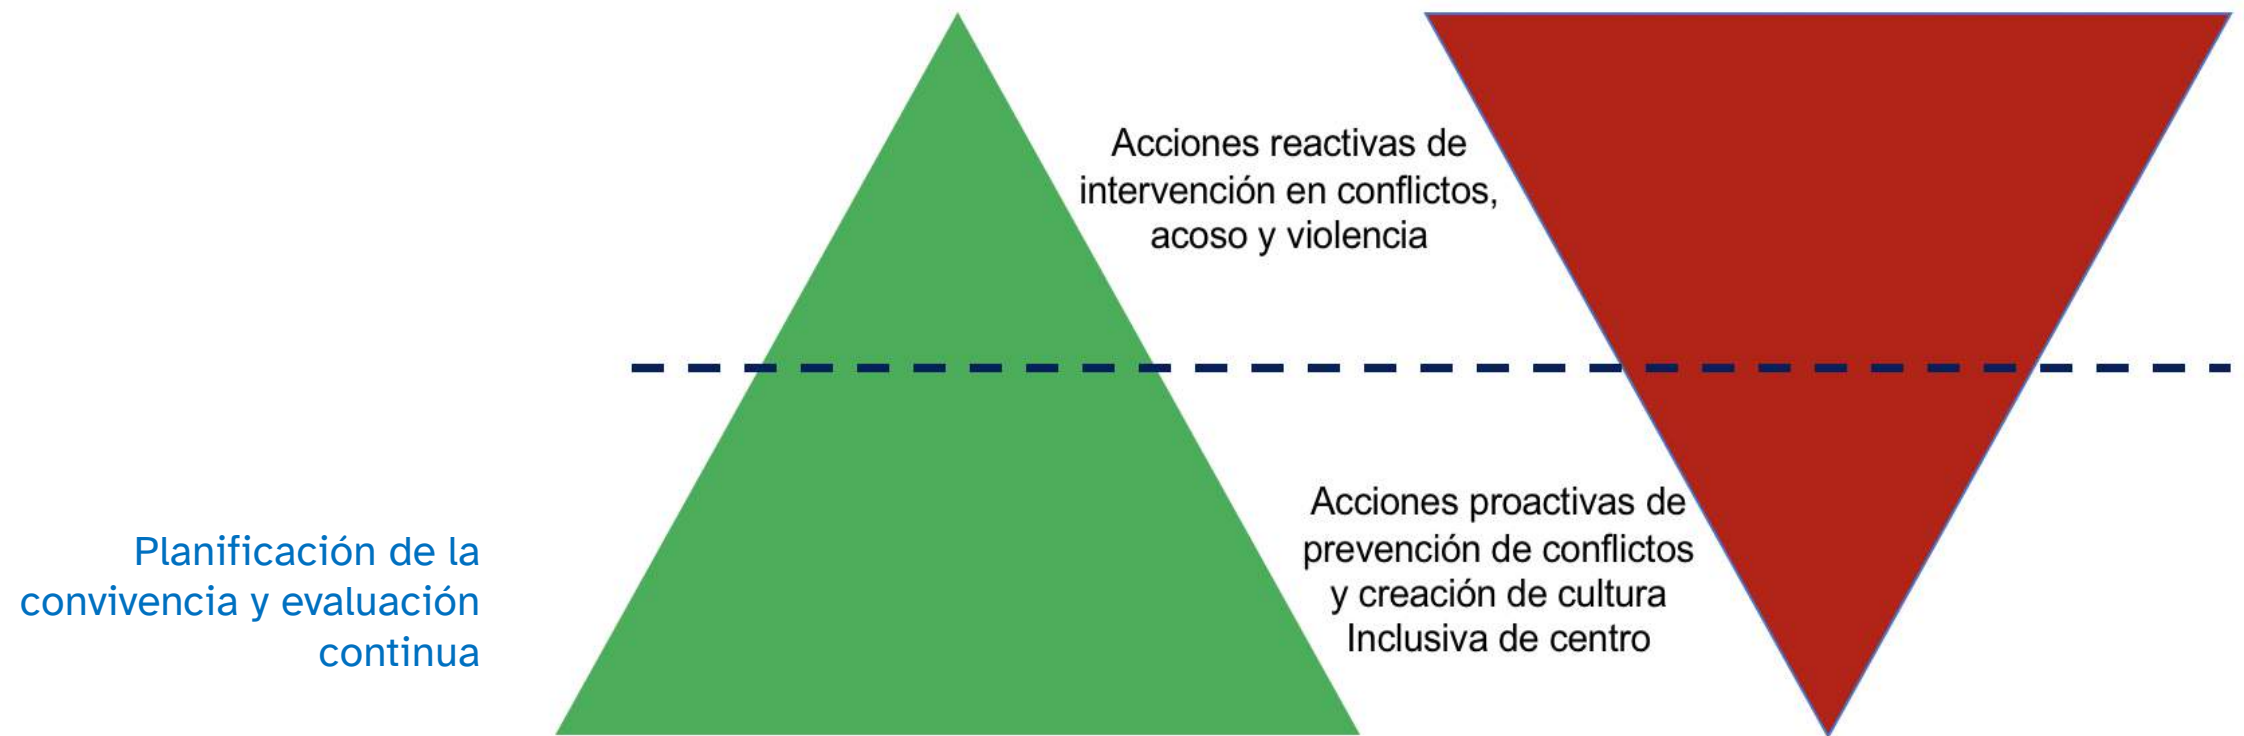 Acciones reactivas de
intervención en conflictos,
acoso y violencia
Acciones proactivas de
prevención de conflictos
y creación de cultura
Inclusiva de centro
Planificación de la
convivencia y evaluación
continua